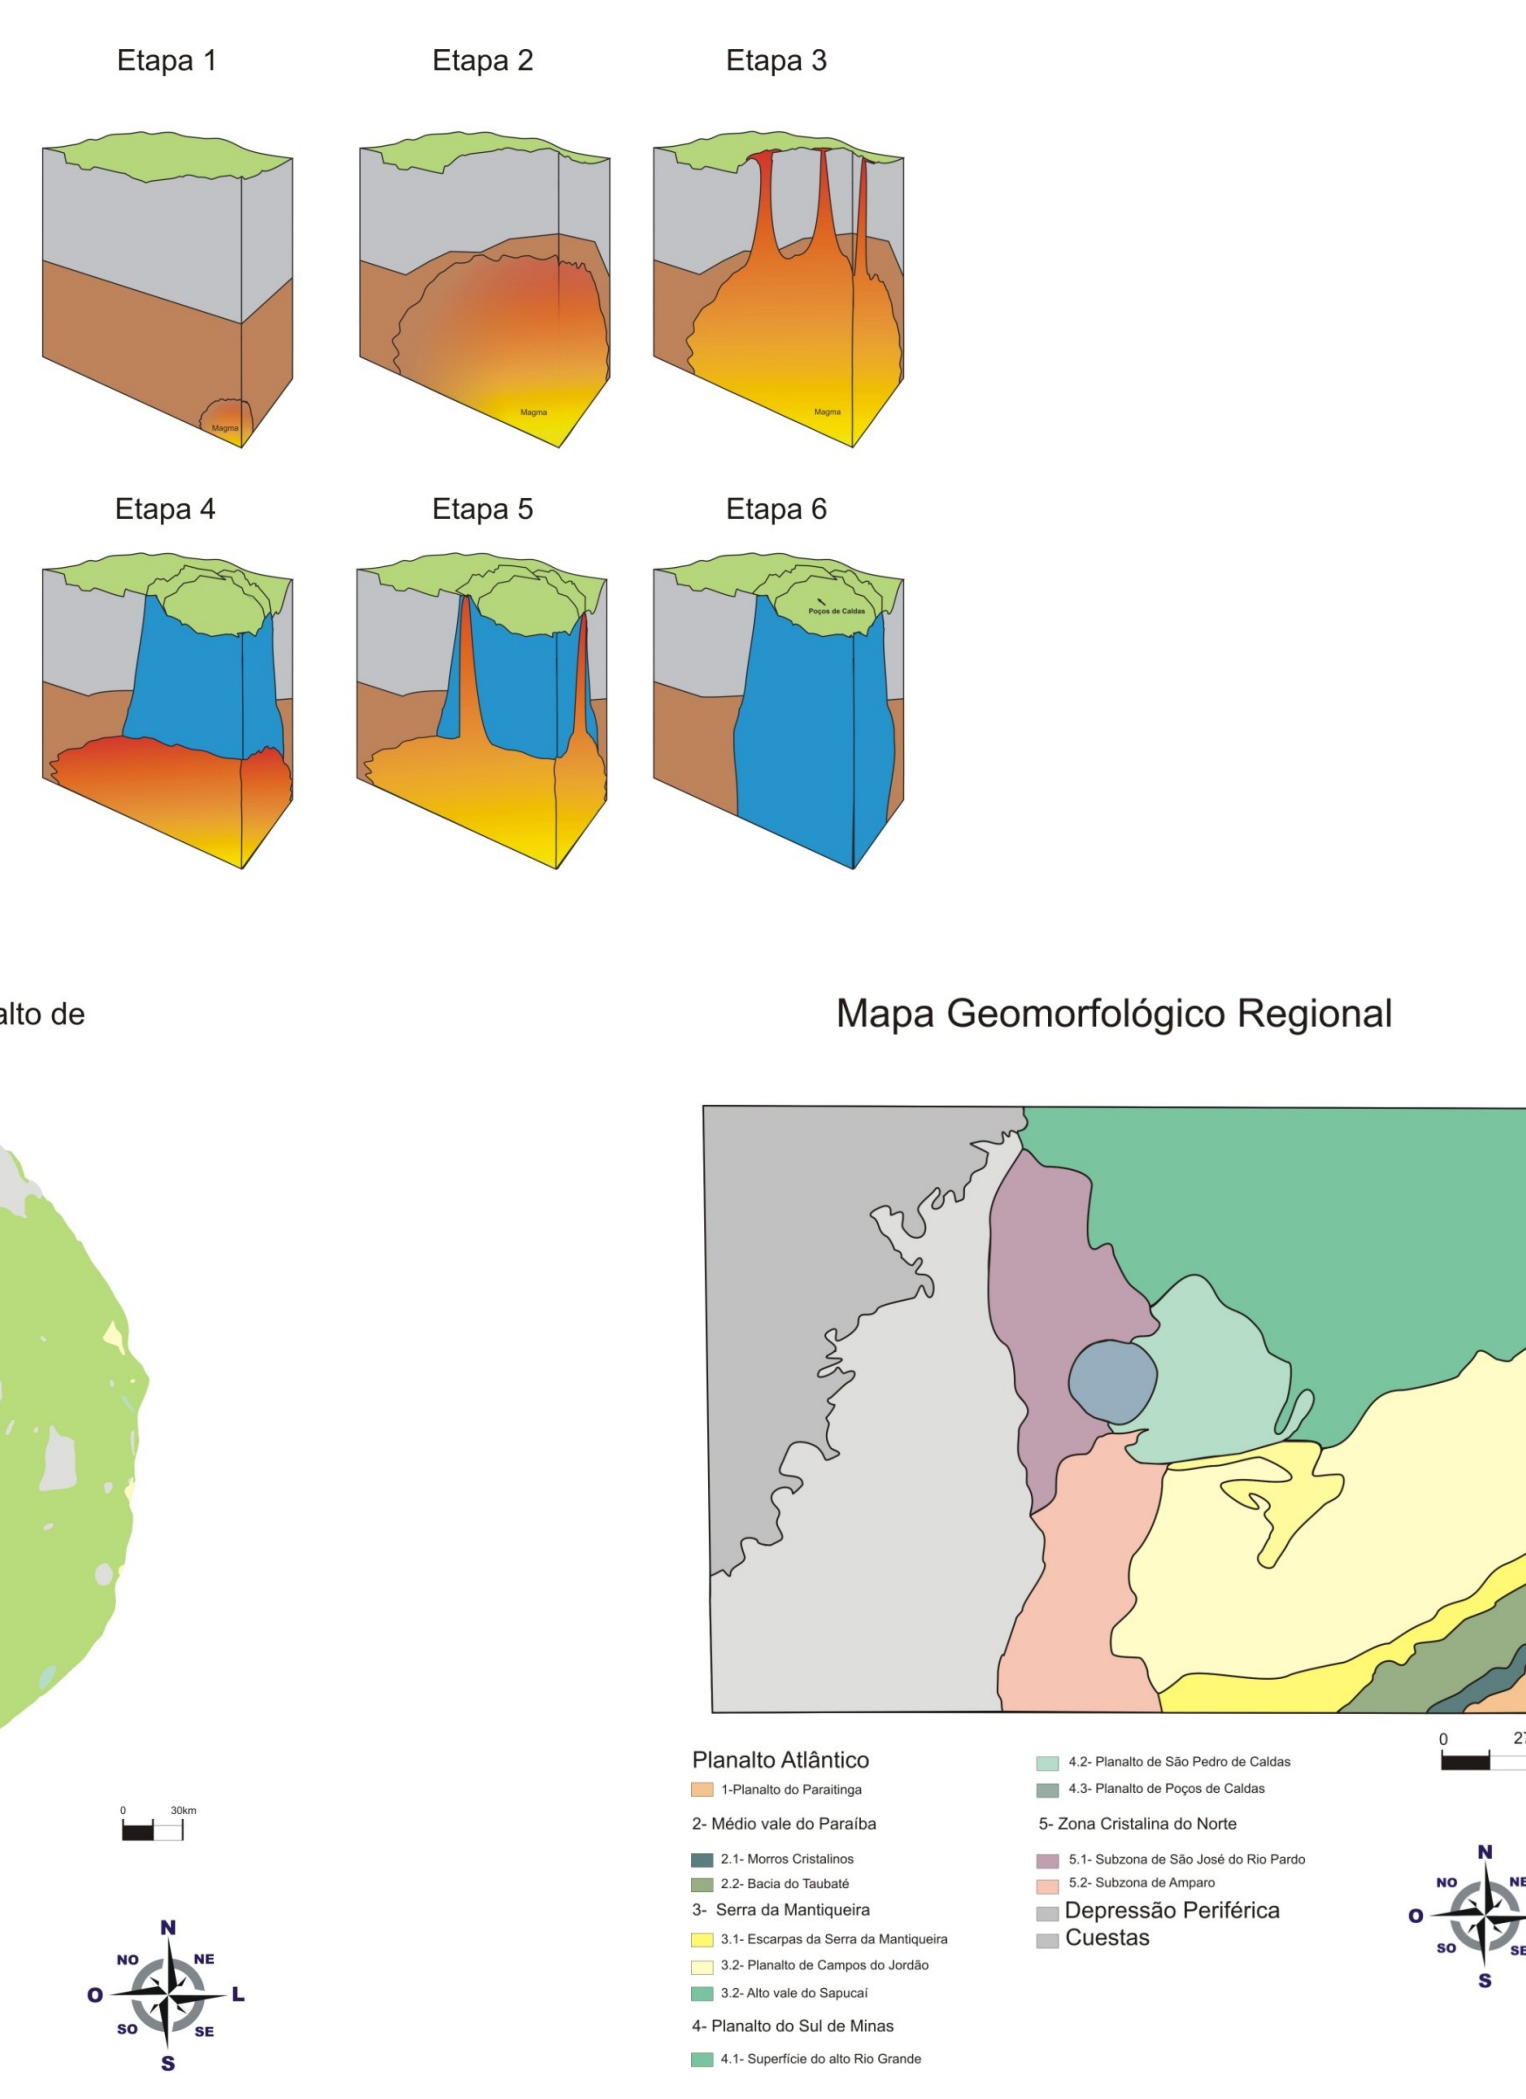 Etapa 1
Etapa 2
Etapa 3
Magma
Magma
Magma
Etapa 4
Etapa 5
Etapa 6
Poços de Caldas
alto de
0 30km
N
NO NE
O L
SO SE
S
Mapa Geomorfológico Regional
Planalto Atlântico
1-Planalto do Paraitinga
2- Médio vale do Paraíba
2.1- Morros Cristalinos
2.2- Bacia do Taubaté
3- Serra da Mantiqueira
3.1- Escarpas da Serra da Mantiqueira
3.2- Planalto de Campos do Jordão
3.2- Alto vale do Sapucaí
4- Planalto do Sul de Minas
4.1- Superfície do alto Rio Grande
4.2- Planalto de São Pedro de Caldas
4.3- Planalto de Poços de Caldas
5- Zona Cristalina do Norte
5.1- Subzona de São José do Rio Pardo
5.2- Subzona de Amparo
Depressão Periférica
Cuestas
0 27
N
NO NE
O
SO SE
S